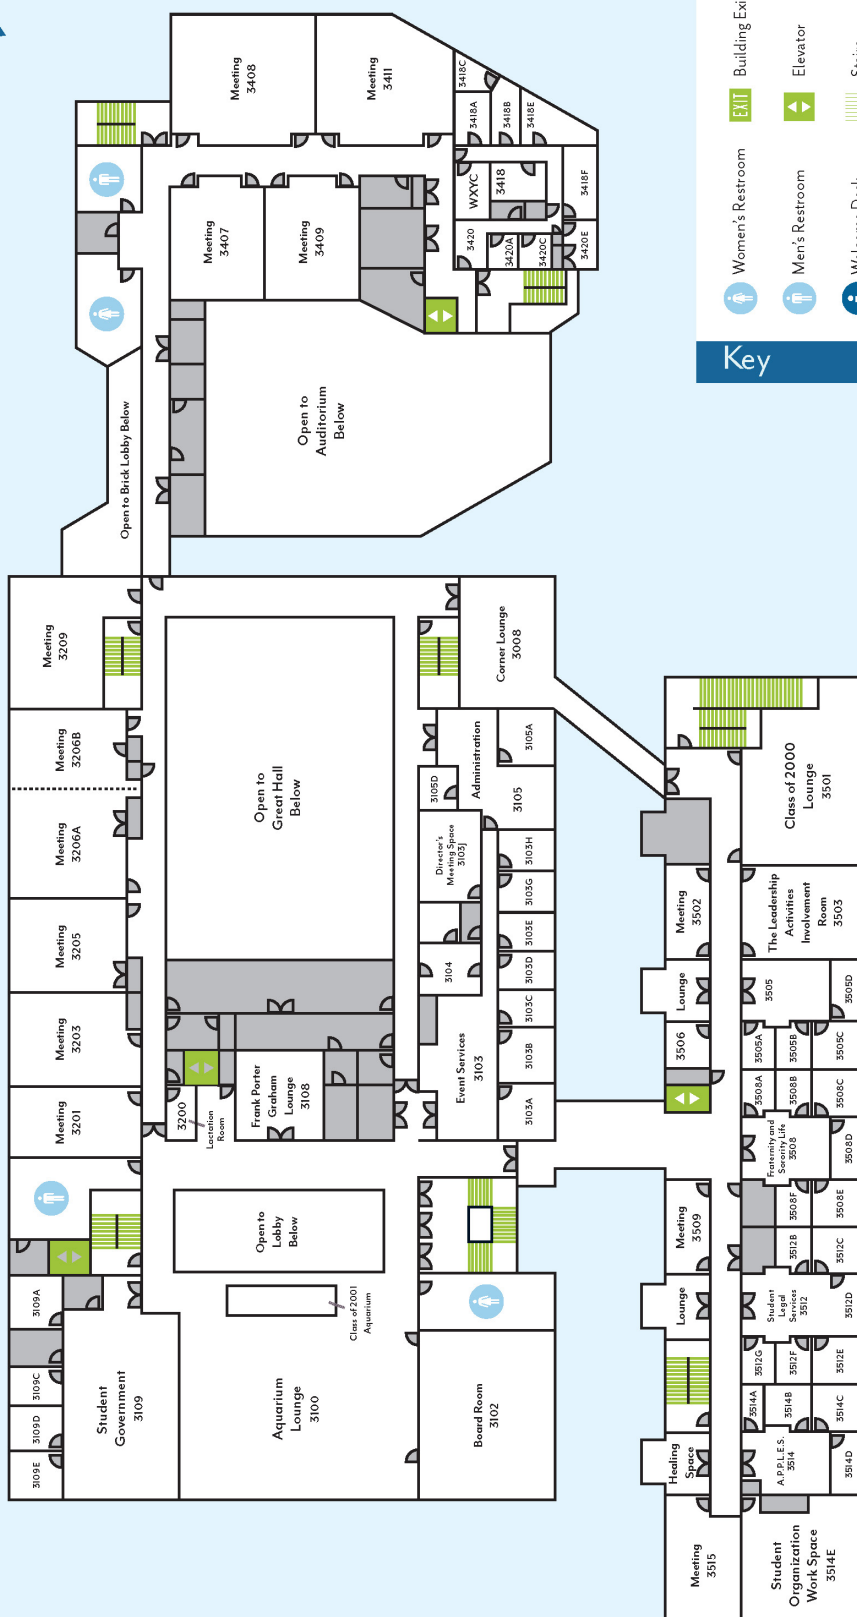 Meeting
3408
Meeting
3411
3418C
3418A
3418B
3418E
WXYC
3418
3418F
3420
3420A
3420C
3420E
Meeting
3407
Meeting
3409
Open to
Auditorium
Below
Open to Brick Lobby Below
Key
EXIT
Women's Restroom
Men's Restroom
Elevator
Meeting
3209
Meeting
3206B
Meeting
3206A
Meeting
3205
Meeting
3203
Meeting
3201
Open to
Great Hall
Below
Corner Lounge
3008
Administration
3105
3105A
3105D
Director's
Meeting Space
3103J
3103H
3103G
3103E
3103D
3103C
3103B
3103A
3104
Event Services
3103
3200
Lactation
Room
Frank Porter
Graham
Lounge
3108
Open to
Lobby
Below
Class of 2001
Aquarium
Aquarium
Lounge
3100
Board Room
3102
Student
Government
3109
3109A
3109C
3109D
3109E
Class of 2000
Lounge
3501
Meeting
3502
The Leadership
Activities
Involvement
Room
3503
Lounge
3505
3505D
3506
3505A
3505B
3505C
3508A
3508B
3508C
Fraternity and
Sorority Life
3508
3508D
Meeting
3509
3508F
3508E
3512B
3512C
Lounge
Student
Legal
Services
3512
3512D
3512G
3512F
3512E
3514A
3514B
3514C
Healing
Space
A.P.P.L.E.S.
3514
3514D
Meeting
3515
Student
Organization
Work Space
3514E